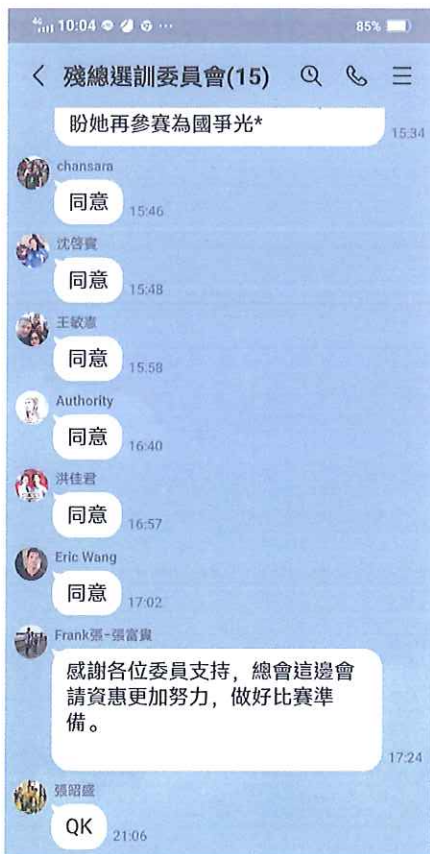 4G 10:04 85%
殘總選訓委員會(15)
盼她再參賽為國爭光*
15:34
chansara
同意 15:46
沈啓賓
同意 15:48
王敏憲
同意 15:58
Authority
同意 16:40
洪佳君
同意 16:57
Eric Wang
同意 17:02
Frank張-張富貴
感謝各位委員支持，總會這邊會
請資惠更加努力，做好比賽準
備。
17:24
張昭盛
QK 21:06